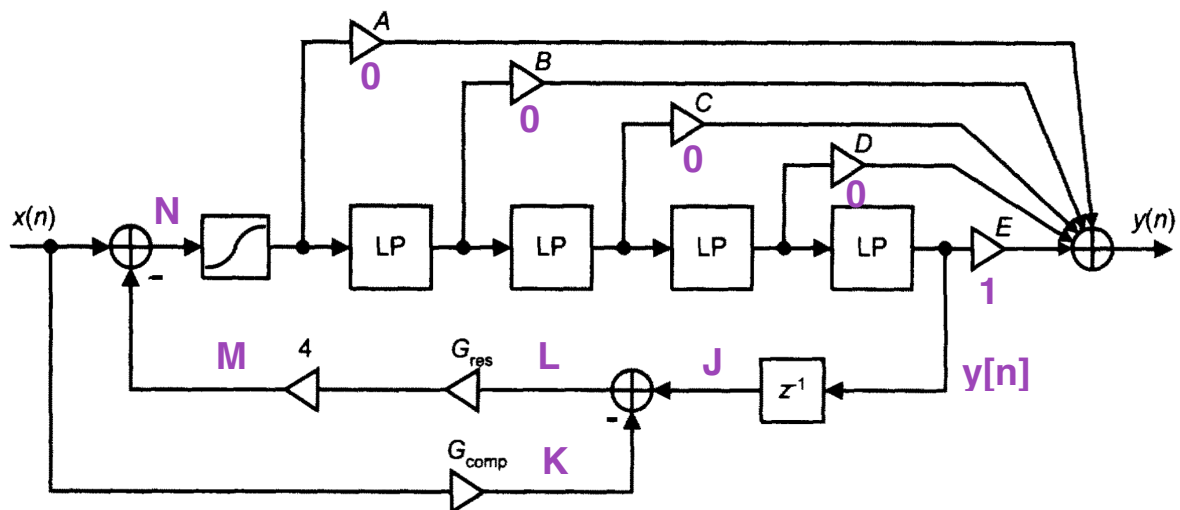 A
0
B
0
C
0
D
0
x(n)
N
LP
LP
LP
LP
E
1
y(n)
-
M
4
G_res
L
J
z⁻¹
y[n]
-
G_comp
K